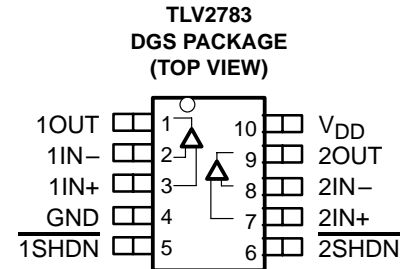 TLV2783
DGS PACKAGE
(TOP VIEW)
1OUT 1 10 VDD
1IN− 2 9 2OUT
1IN+ 3 8 2IN−
GND 4 7 2IN+
1SHDN 5 6 2SHDN